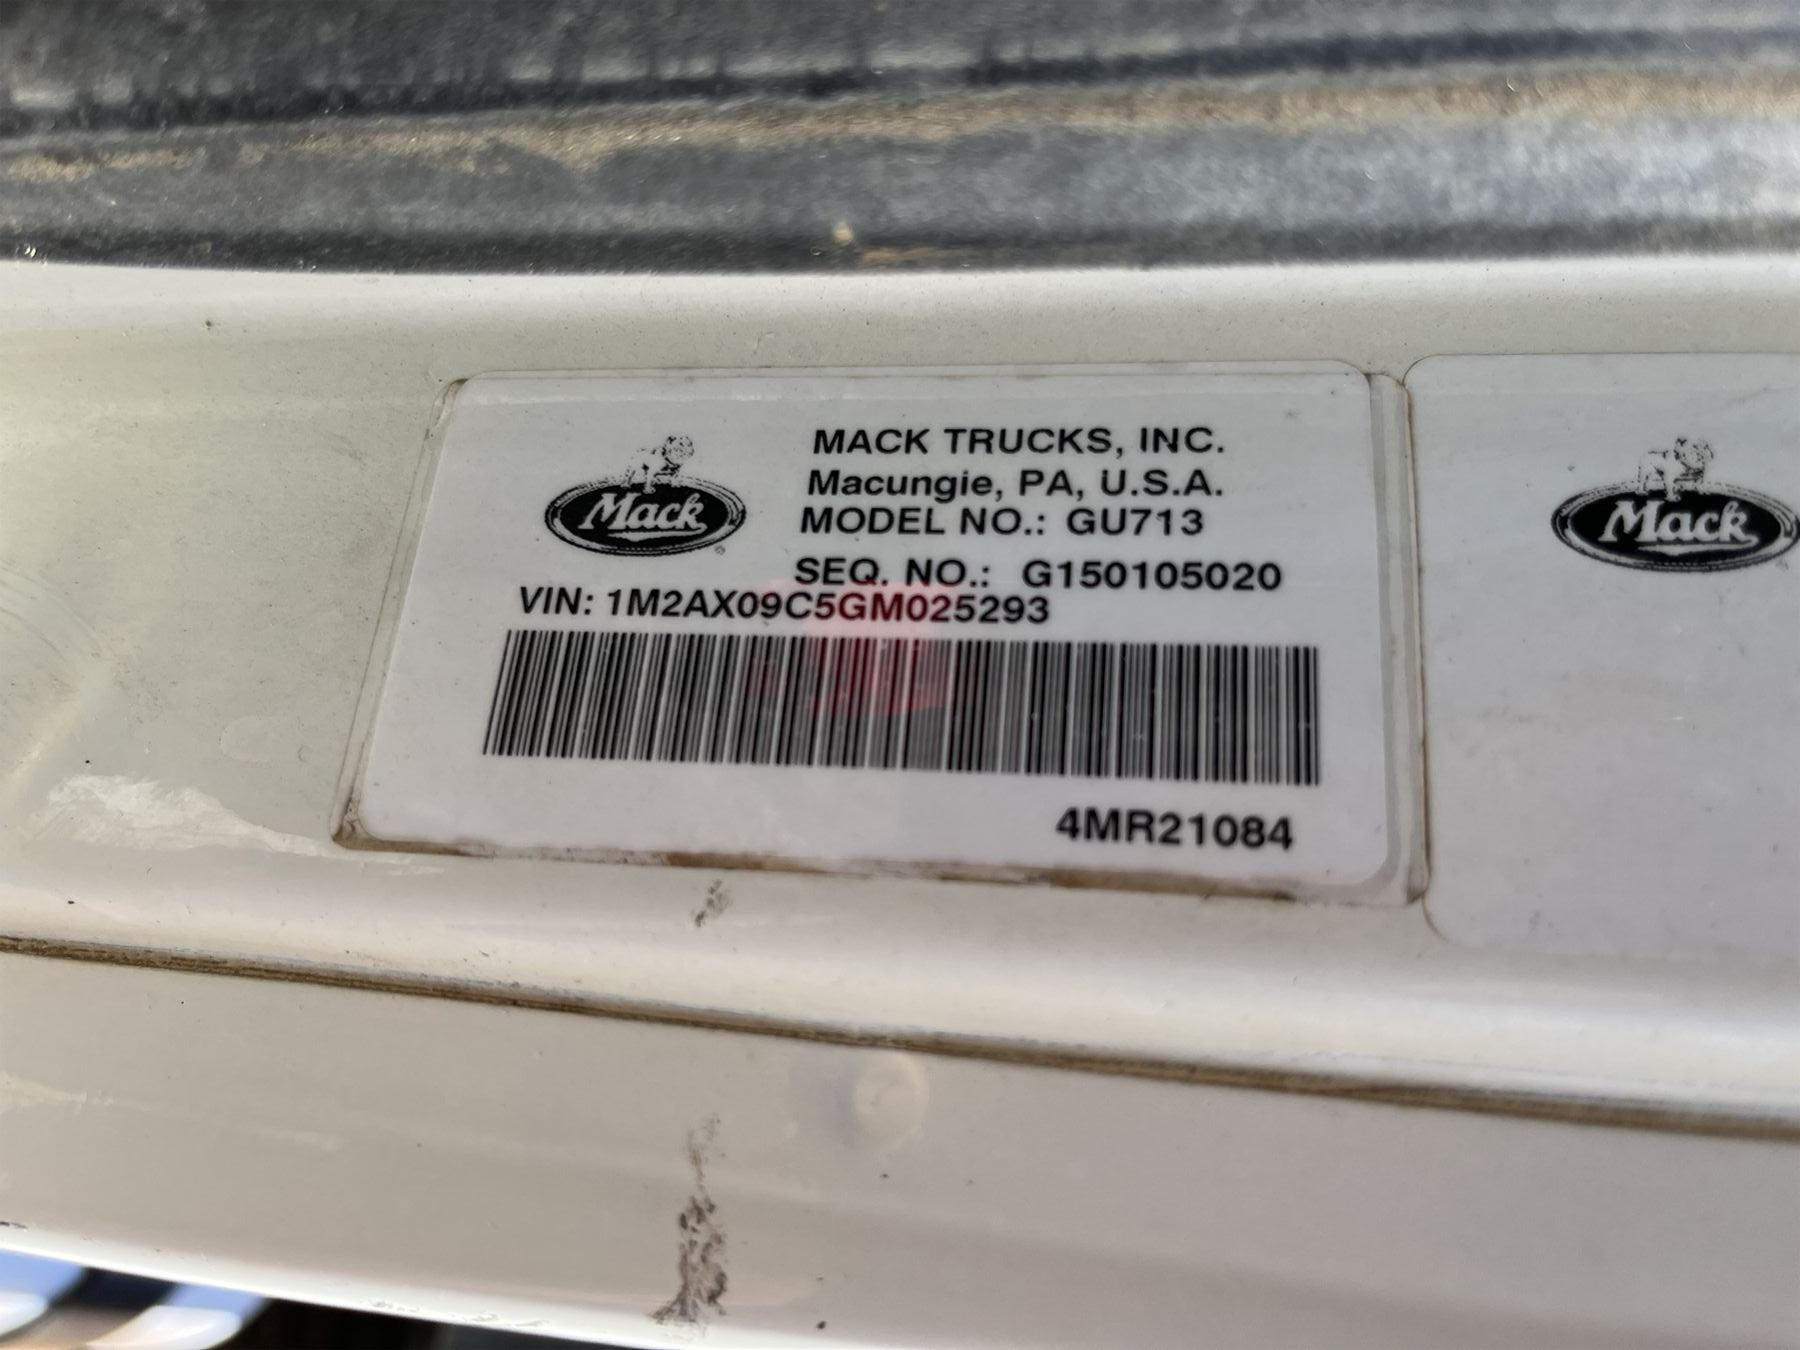 Mack
MACK TRUCKS, INC.
Macungie, PA, U.S.A.
MODEL NO.: GU713
SEQ. NO.: G150105020
VIN: 1M2AX09C5GM025293
4MR21084
Mack